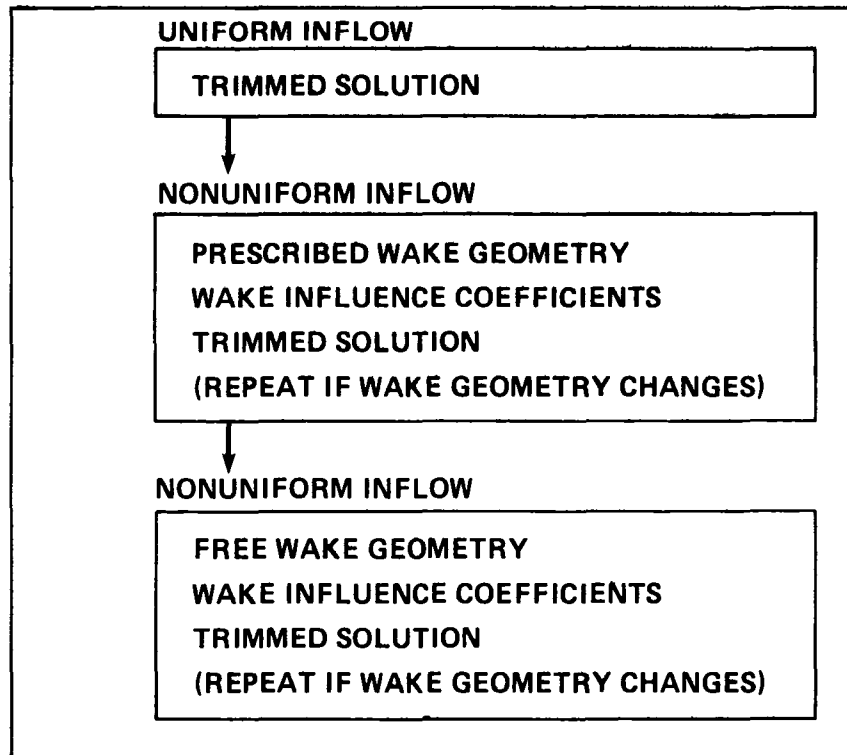 UNIFORM INFLOW
TRIMMED SOLUTION
NONUNIFORM INFLOW
PRESCRIBED WAKE GEOMETRY
WAKE INFLUENCE COEFFICIENTS
TRIMMED SOLUTION
(REPEAT IF WAKE GEOMETRY CHANGES)
NONUNIFORM INFLOW
FREE WAKE GEOMETRY
WAKE INFLUENCE COEFFICIENTS
TRIMMED SOLUTION
(REPEAT IF WAKE GEOMETRY CHANGES)